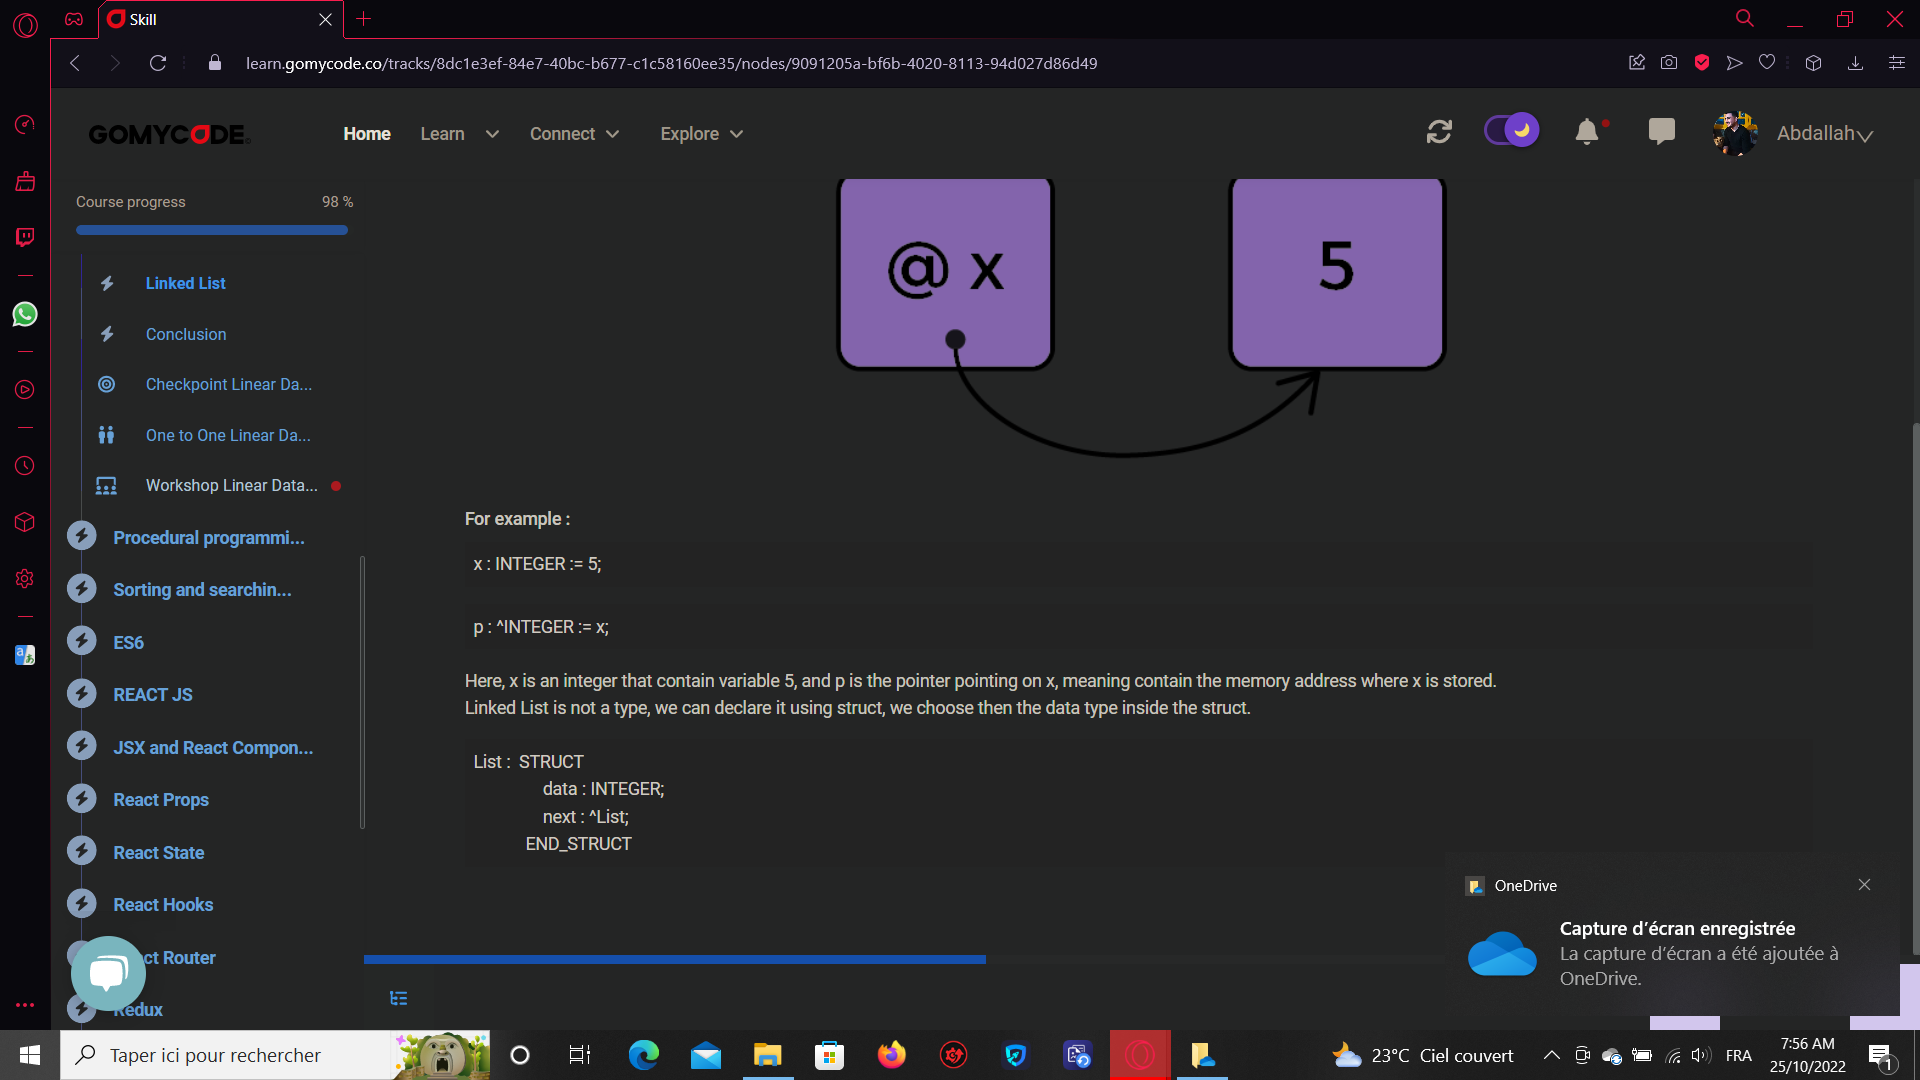 Skill
learn.gomycode.co/tracks/8dc1e3ef-84e7-40bc-b677-c1c58160ee35/nodes/9091205a-bf6b-4020-8113-94d027d86d49
GOMYCODE
Home
Learn
Connect
Explore
Abdallah
Course progress
98 %
Linked List
Conclusion
Checkpoint Linear Da...
One to One Linear Da...
Workshop Linear Data...
Procedural programmi...
Sorting and searchin...
ES6
REACT JS
JSX and React Compon...
React Props
React State
React Hooks
ct Router
Redux
@ x
5
For example :
x : INTEGER := 5;
p : ^INTEGER := x;
Here, x is an integer that contain variable 5, and p is the pointer pointing on x, meaning contain the memory address where x is stored.
Linked List is not a type, we can declare it using struct, we choose then the data type inside the struct.
List : STRUCT
data : INTEGER;
next : ^List;
END_STRUCT
OneDrive
Capture d'écran enregistrée
La capture d'écran a été ajoutée à
OneDrive.
Taper ici pour rechercher
23°C Ciel couvert
FRA
7:56 AM
25/10/2022
1